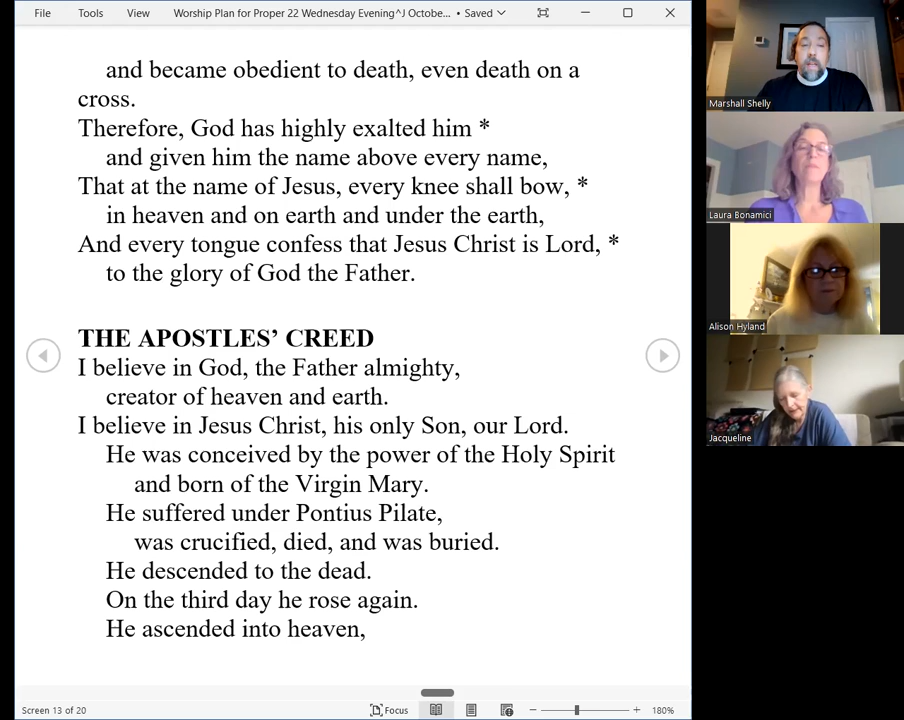 File Tools View Worship Plan for Proper 22 Wednesday Evening^J Octobe... • Saved
and became obedient to death, even death on a
cross.
Therefore, God has highly exalted him *
and given him the name above every name,
That at the name of Jesus, every knee shall bow, *
in heaven and on earth and under the earth,
And every tongue confess that Jesus Christ is Lord, *
to the glory of God the Father.
THE APOSTLES’ CREED
I believe in God, the Father almighty,
creator of heaven and earth.
I believe in Jesus Christ, his only Son, our Lord.
He was conceived by the power of the Holy Spirit
and born of the Virgin Mary.
He suffered under Pontius Pilate,
was crucified, died, and was buried.
He descended to the dead.
On the third day he rose again.
He ascended into heaven,
Screen 13 of 20 Focus 180%
Marshall Shelly
Laura Bonamici
Alison Hyland
Jacqueline